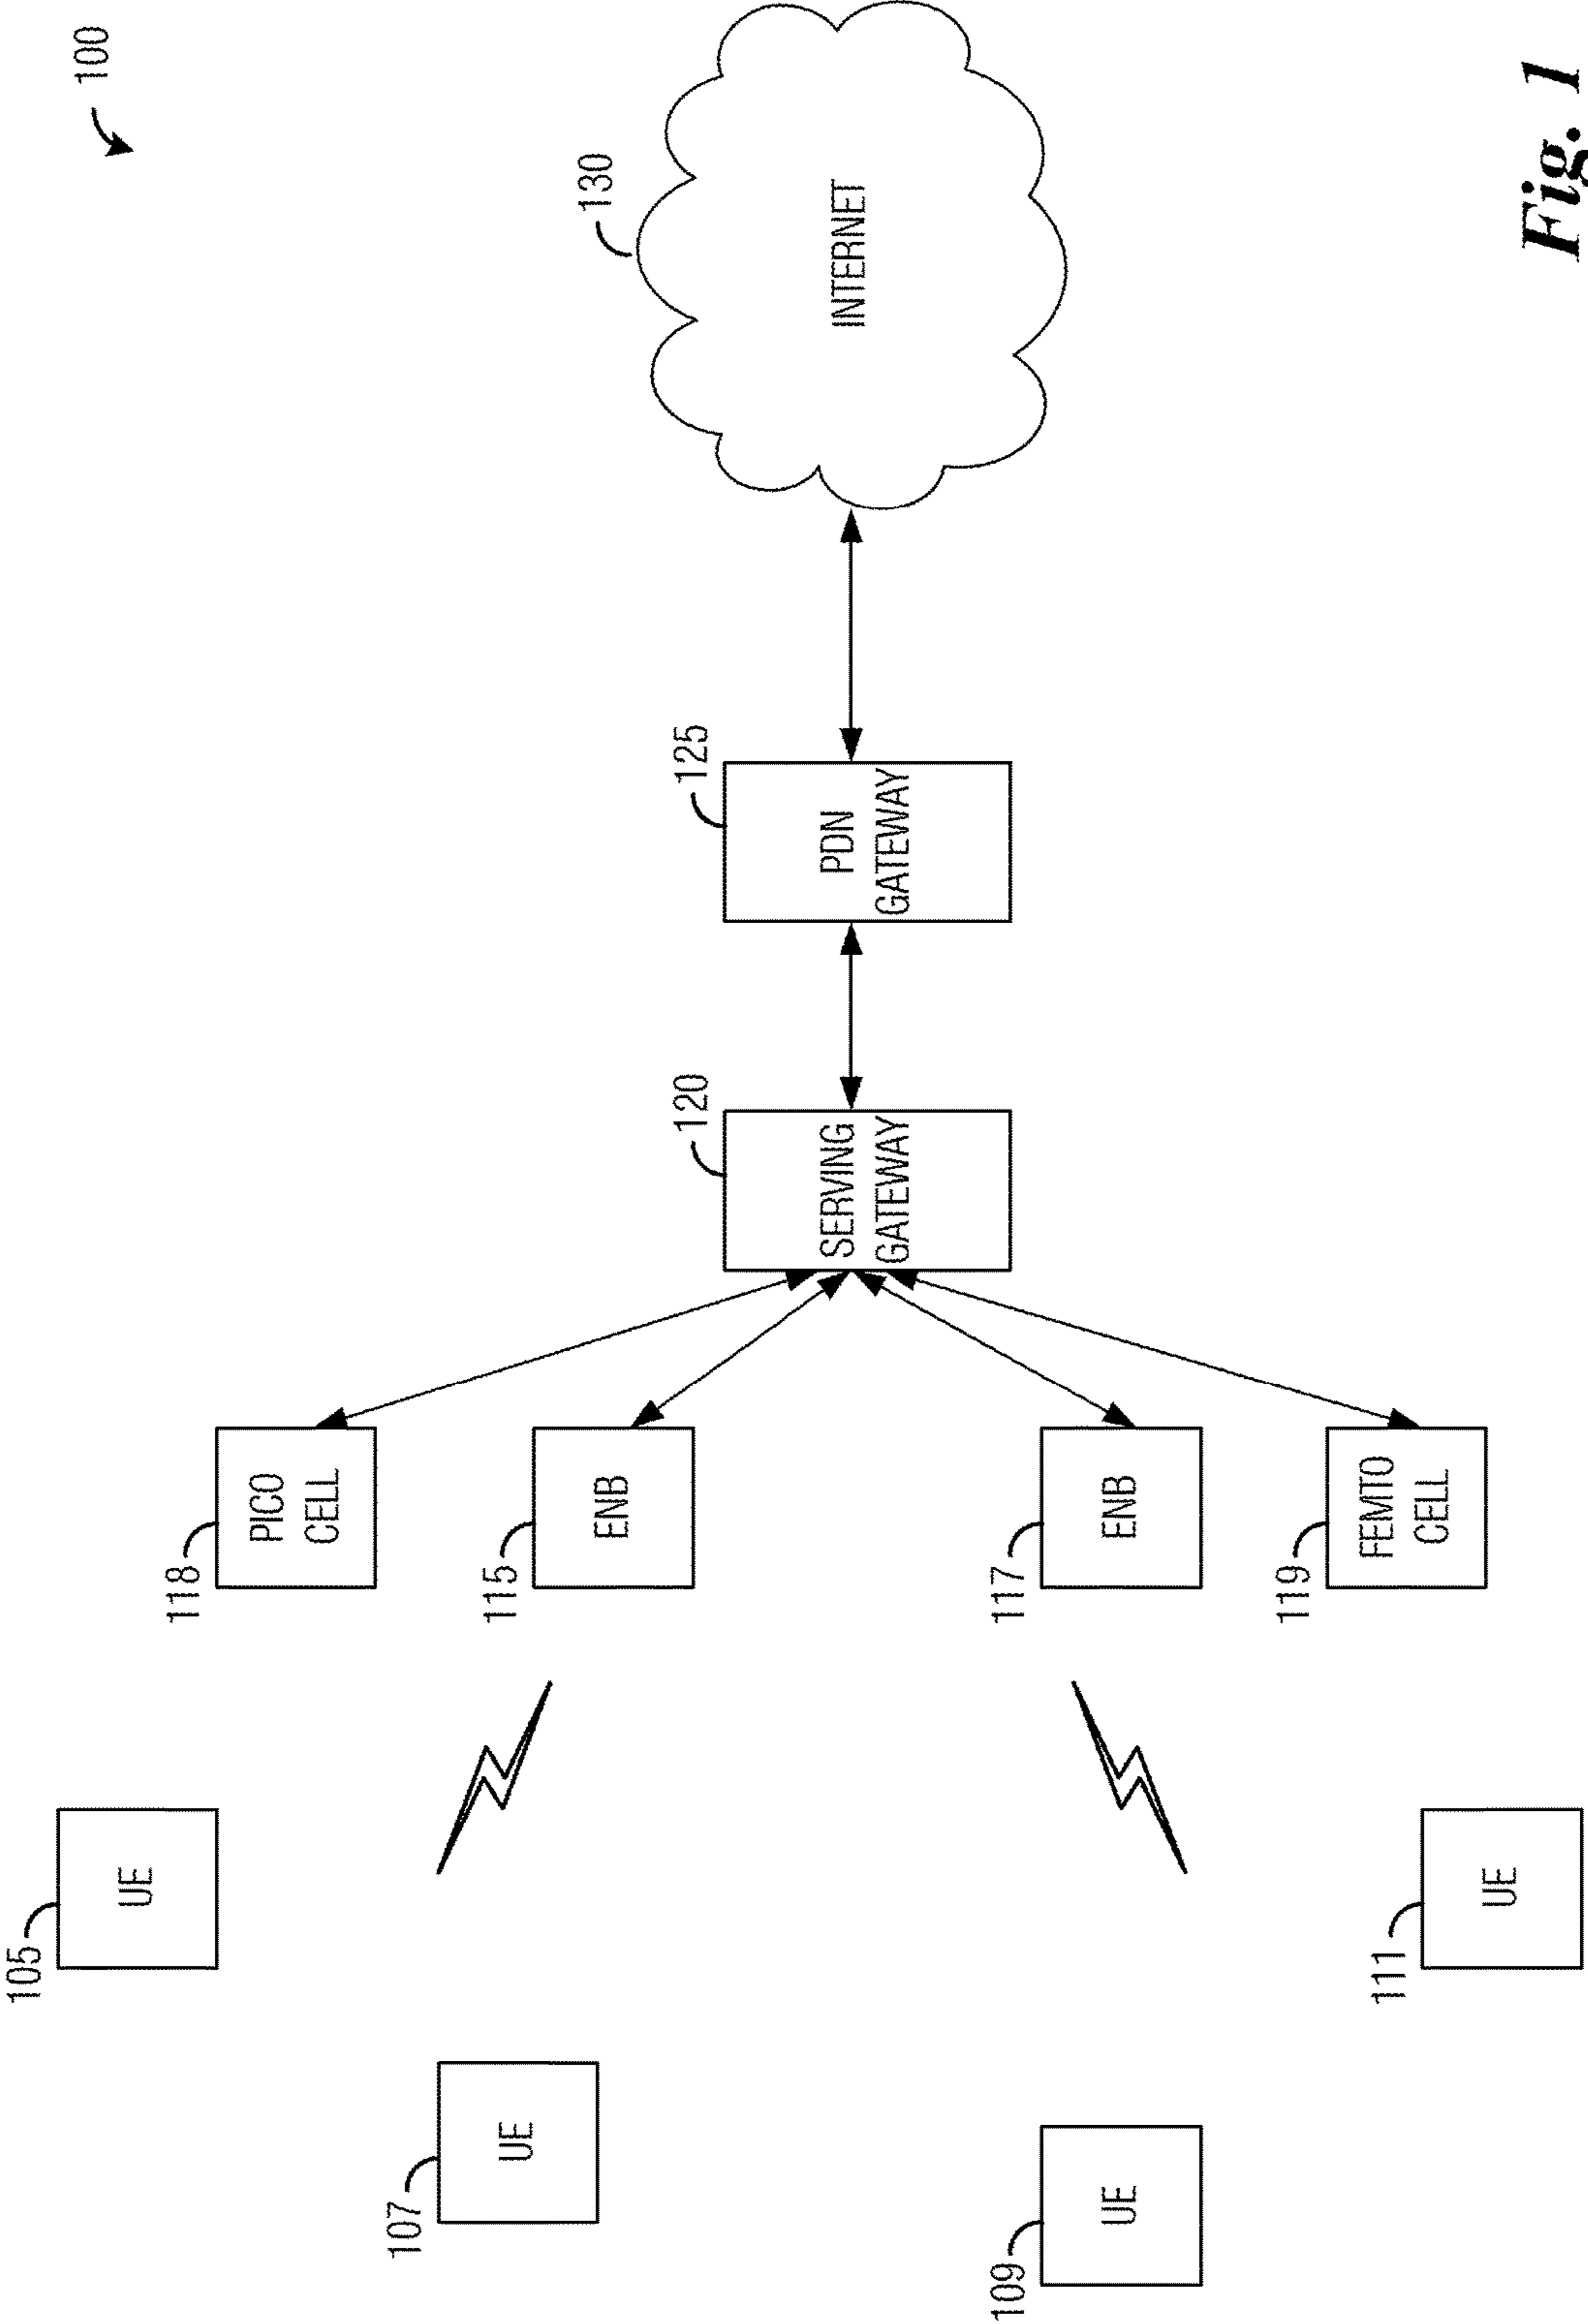 100
105
UE
107
UE
109
UE
111
UE
118
PICO
CELL
115
ENB
117
ENB
119
FEMTO
CELL
120
SERVING
GATEWAY
125
PDN
GATEWAY
130
INTERNET
Fig. 1